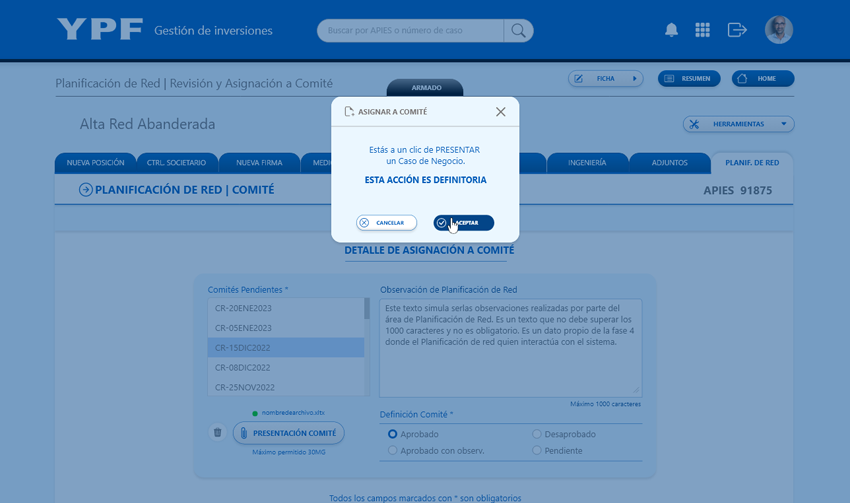 YPF Gestión de inversiones
Buscar por APIES o número de caso
Planificación de Red | Revisión y Asignación a Comité
FICHA
RESUMEN
HOME
ARMADO
ASIGNAR A COMITÉ
Alta Red Abanderada
HERRAMIENTAS
Estás a un clic de PRESENTAR
un Caso de Negocio.
ESTA ACCIÓN ES DEFINITORIA
CANCELAR
ACEPTAR
NUEVA POSICIÓN
CTRL. SOCIETARIO
NUEVA FIRMA
INGENIERÍA
ADJUNTOS
PLANIF. DE RED
PLANIFICACIÓN DE RED | COMITÉ
APIES 91875
DETALLE DE ASIGNACIÓN A COMITÉ
Comités Pendientes *
CR-20ENE2023
CR-05ENE2023
CR-15DIC2022
CR-08DIC2022
CR-25NOV2022
nombredearchivo.xltx
PRESENTACIÓN COMITÉ
Máximo permitido 30MG
Observación de Planificación de Red
Este texto simula serlas observaciones realizadas por parte del
área de Planificación de Red. Es un texto que no debe superar los
1000 caracteres y no es obligatorio. Es un dato propio de la fase 4
donde el Planificación de red quien interactúa con el sistema.
Máximo 1000 caracteres
Definición Comité *
Aprobado
Desaprobado
Aprobado con observ.
Pendiente
Todos los campos marcados con * son obligatorios